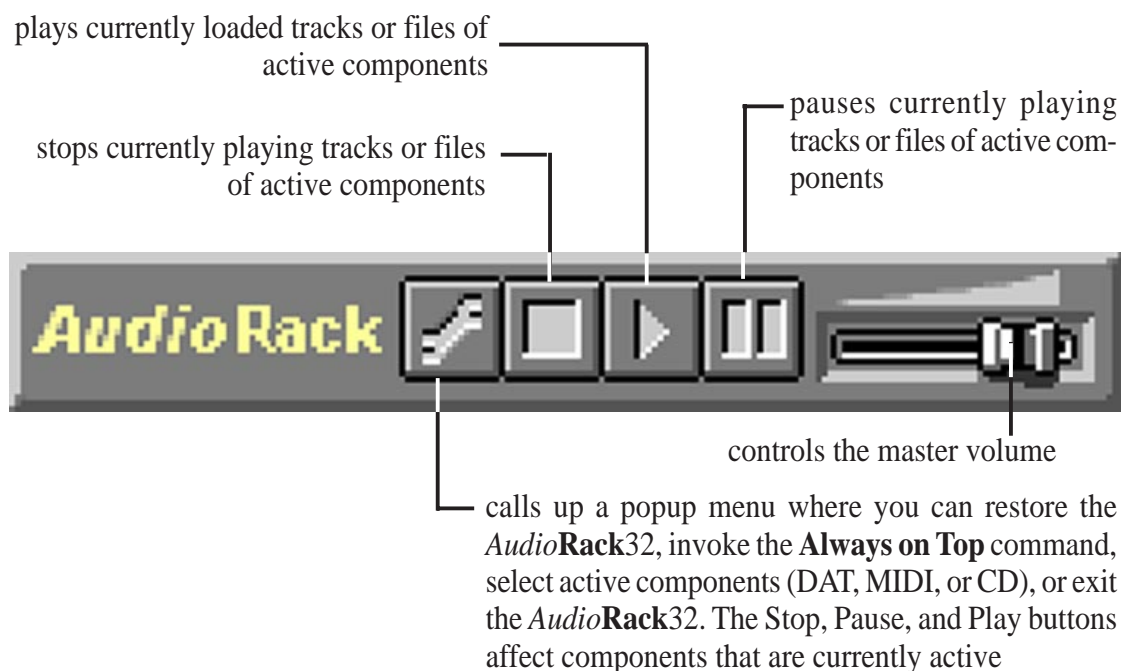 plays currently loaded tracks or files of
active components
pauses currently playing
tracks or files of active com-
ponents
stops currently playing tracks or files
of active components
Audio Rack
controls the master volume
calls up a popup menu where you can restore the
AudioRack32, invoke the Always on Top command,
select active components (DAT, MIDI, or CD), or exit
the AudioRack32. The Stop, Pause, and Play buttons
affect components that are currently active